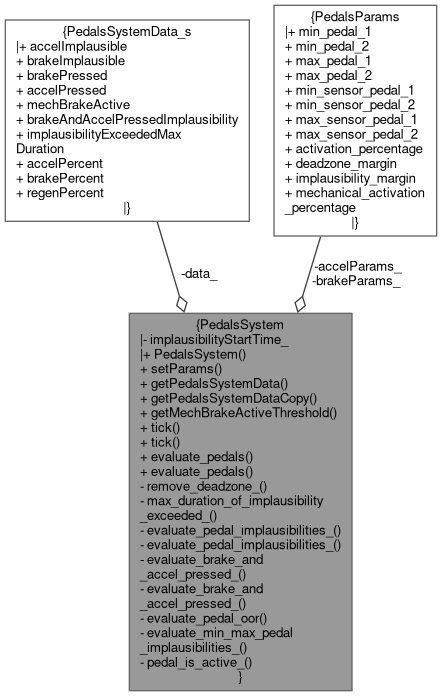 {PedalsSystemData_s
|+ accelImplausible
+ brakeImplausible
+ brakePressed
+ accelPressed
+ mechBrakeActive
+ brakeAndAccelPressedImplausibility
+ implausibilityExceededMax
Duration
+ accelPercent
+ brakePercent
+ regenPercent
|}
{PedalsParams
|+ min_pedal_1
+ min_pedal_2
+ max_pedal_1
+ max_pedal_2
+ min_sensor_pedal_1
+ min_sensor_pedal_2
+ max_sensor_pedal_1
+ max_sensor_pedal_2
+ activation_percentage
+ deadzone_margin
+ implausibility_margin
+ mechanical_activation
_percentage
|}
-data_
-accelParams_
-brakeParams_
{PedalsSystem
|- implausibilityStartTime_
|+ PedalsSystem()
+ setParams()
+ getPedalsSystemData()
+ getPedalsSystemDataCopy()
+ getMechBrakeActiveThreshold()
+ tick()
+ tick()
+ evaluate_pedals()
+ evaluate_pedals()
- remove_deadzone_()
- max_duration_of_implausibility
_exceeded_()
- evaluate_pedal_implausibilities_()
- evaluate_pedal_implausibilities_()
- evaluate_brake_and
_accel_pressed_()
- evaluate_brake_and
_accel_pressed_()
- evaluate_pedal_oor()
- evaluate_min_max_pedal
_implausibilities_()
- pedal_is_active_()
}